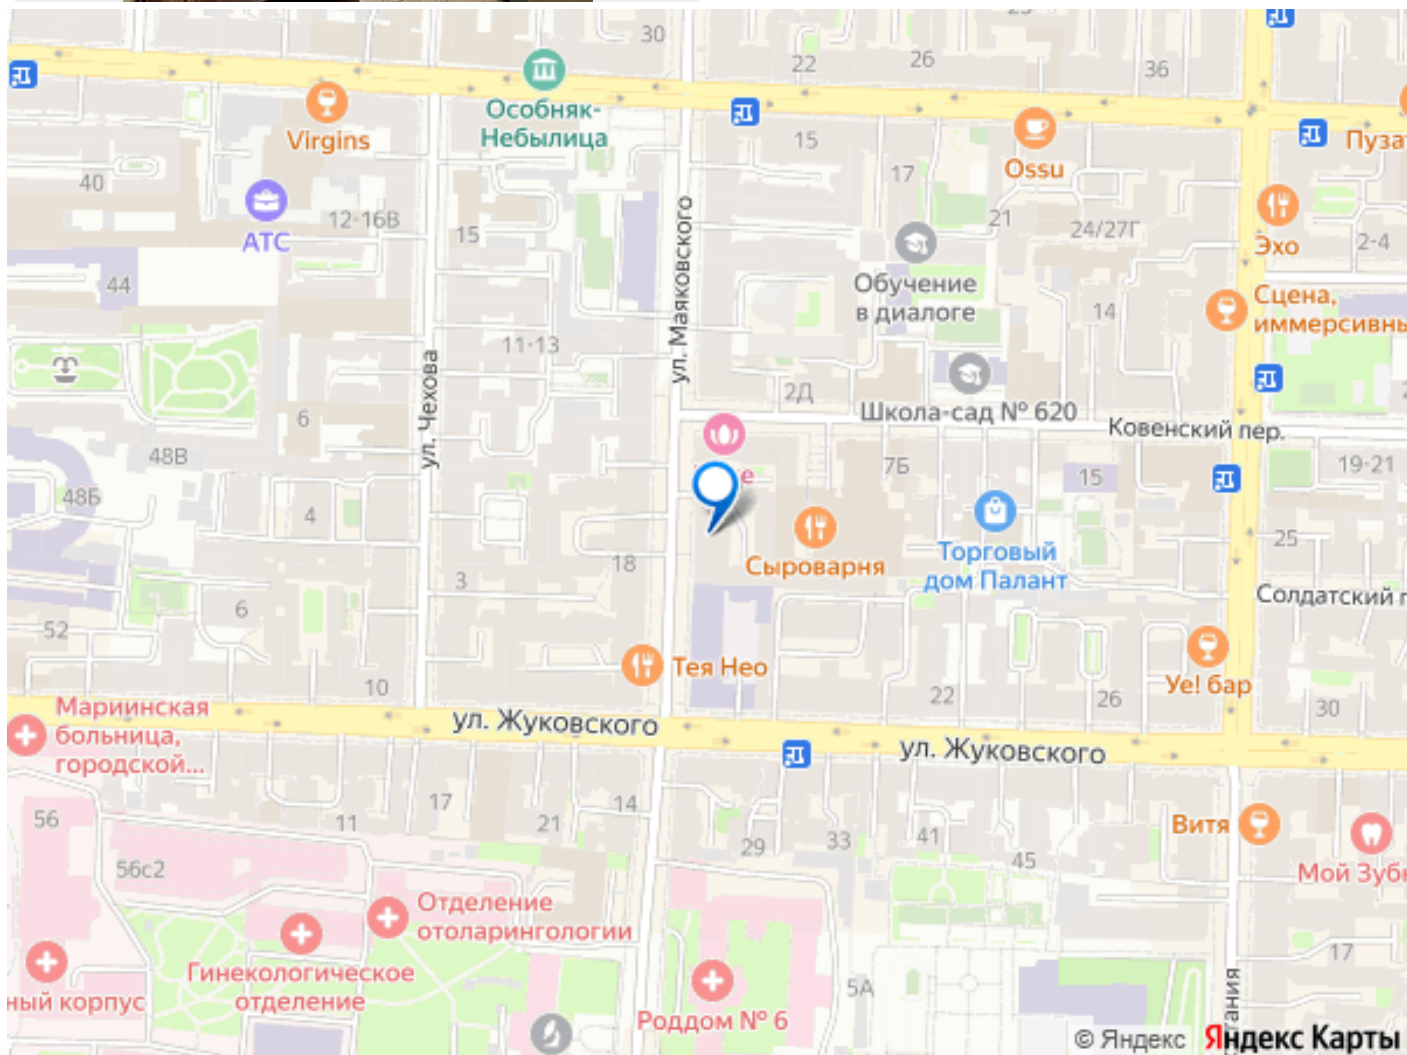 30
22
26
36
Virgins
Особняк-
Небылица
15
Ossu
Пуза
40
АТС
12-16В
15
17
21
24/27Г
Эхо
2-4
44
ул. Маяковского
Обучение
в диалоге
14
Сцена,
иммерсивны
11-13
ул. Чехова
6
2Д
Школа-сад № 620
Ковенский пер.
48В
48Б
7Б
15
19-21
4
Сыроварня
Торговый
дом Палант
25
18
3
6
Солдатский п
52
Тея Нео
10
22
Уе! бар
26
30
Мариинская
больница,
городской...
ул. Жуковского
ул. Жуковского
56
17
11
21
14
29
33
41
45
Витя
Мой Зуб
56с2
Отделение
отоларингологии
Гинекологическое
отделение
ный корпус
Роддом № 6
5А
17
тания
© Яндекс Яндекс Карты